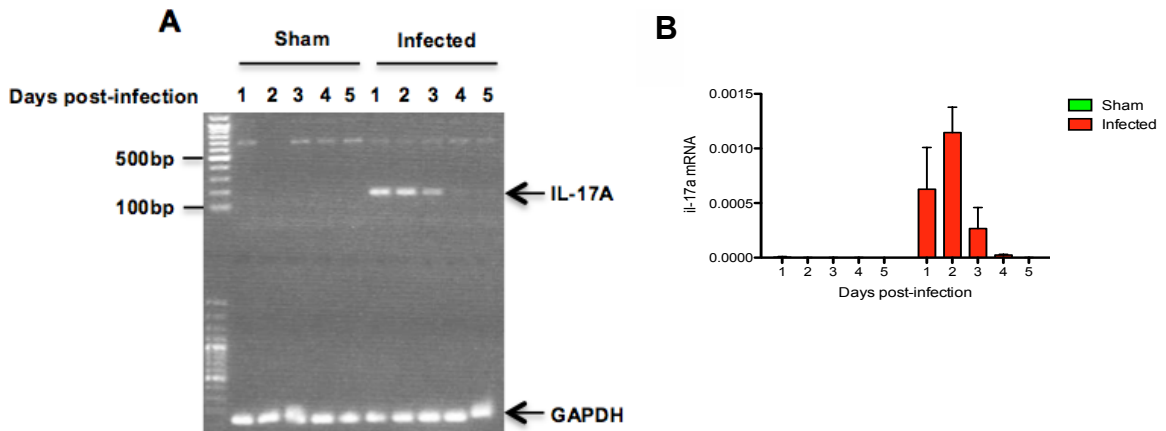 A
Sham Infected
Days post-infection 1 2 3 4 5 1 2 3 4 5
500bp
IL-17A
100bp
GAPDH
B
Sham
Infected
0.0015
0.0010
0.0005
0.0000
il-17a mRNA
1 2 3 4 5 1 2 3 4 5
Days post-infection